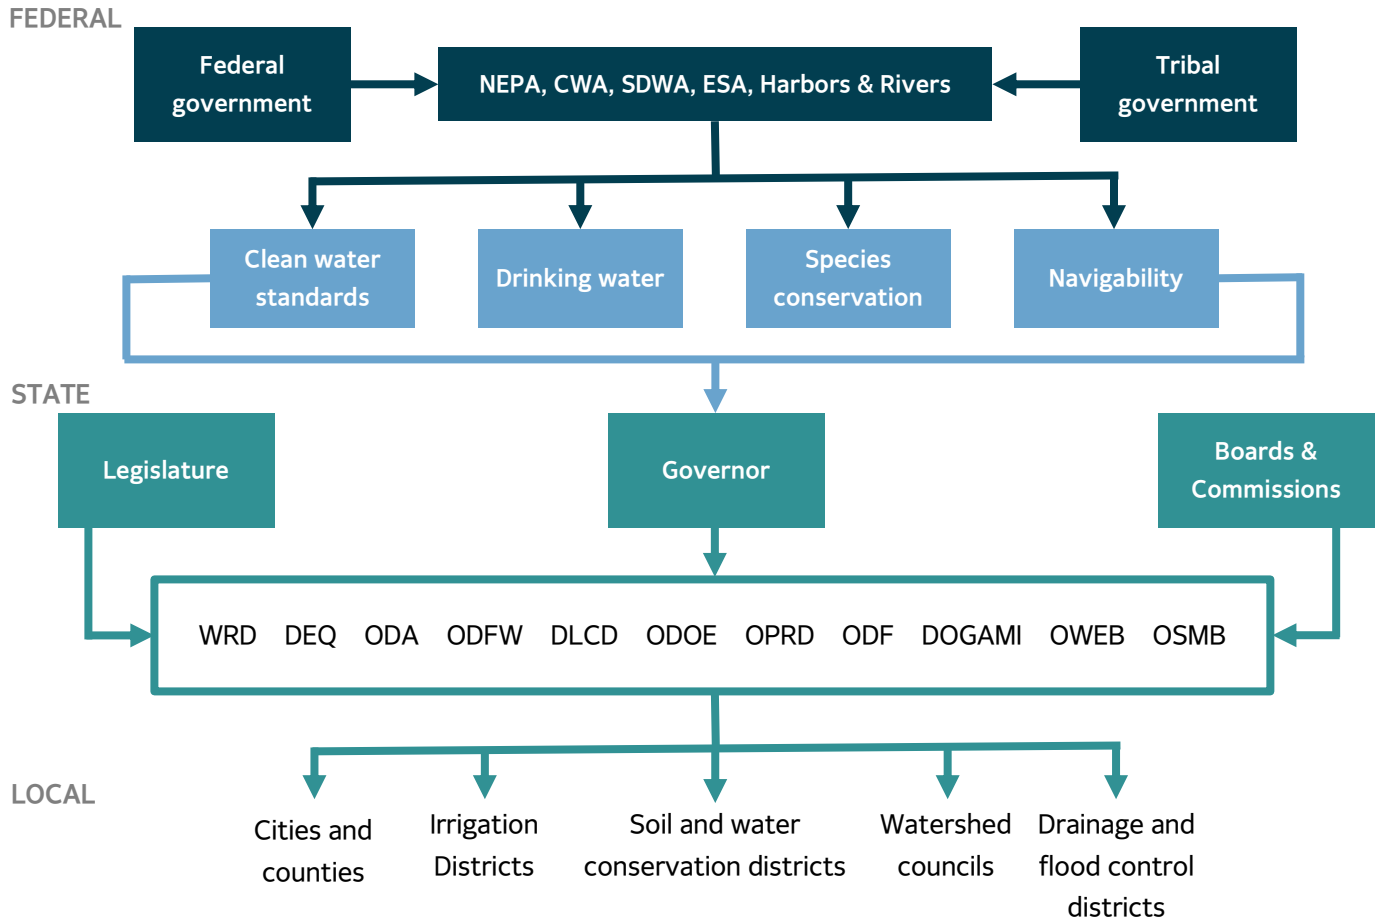 FEDERAL
Federal
government
NEPA, CWA, SDWA, ESA, Harbors & Rivers
Tribal
government
Clean water
standards
Drinking water
Species
conservation
Navigability
STATE
Legislature
Governor
Boards &
Commissions
WRD DEQ ODA ODFW DLCD ODOE OPRD ODF DOGAMI OWEB OSMB
LOCAL
Cities and
counties
Irrigation
Districts
Soil and water
conservation districts
Watershed
councils
Drainage and
flood control
districts